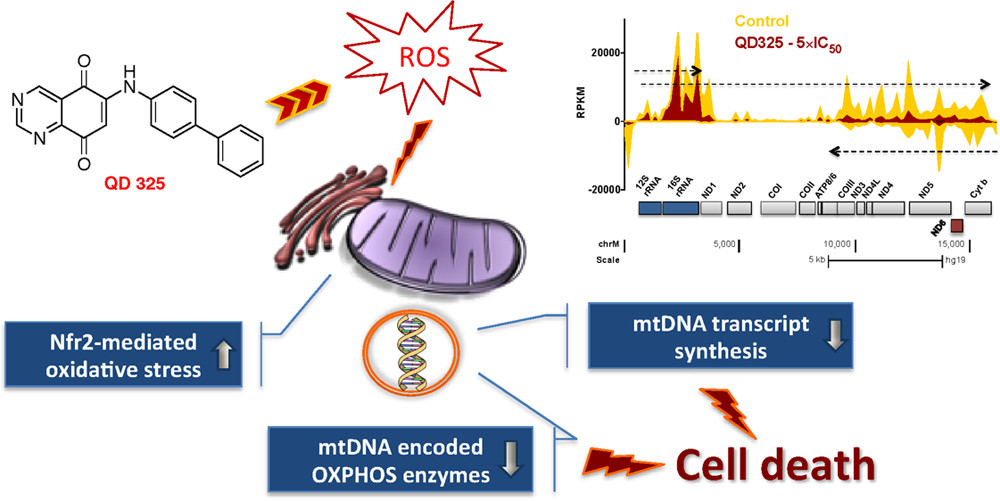 O
H
N
N
N
O
QD 325
ROS
Control
QD325 - 5×IC50
RPKM
20000
0
-20000
12S
rRNA
16S
rRNA
ND1
ND2
COI
COII
ATP8/6
COIII
ND3
ND4L
ND4
ND5
ND6
Cyt b
chrM
5,000
10,000
15,000
Scale
5 kb
hg19
Nfr2-mediated
oxidative stress
mtDNA transcript
synthesis
mtDNA encoded
OXPHOS enzymes
Cell death